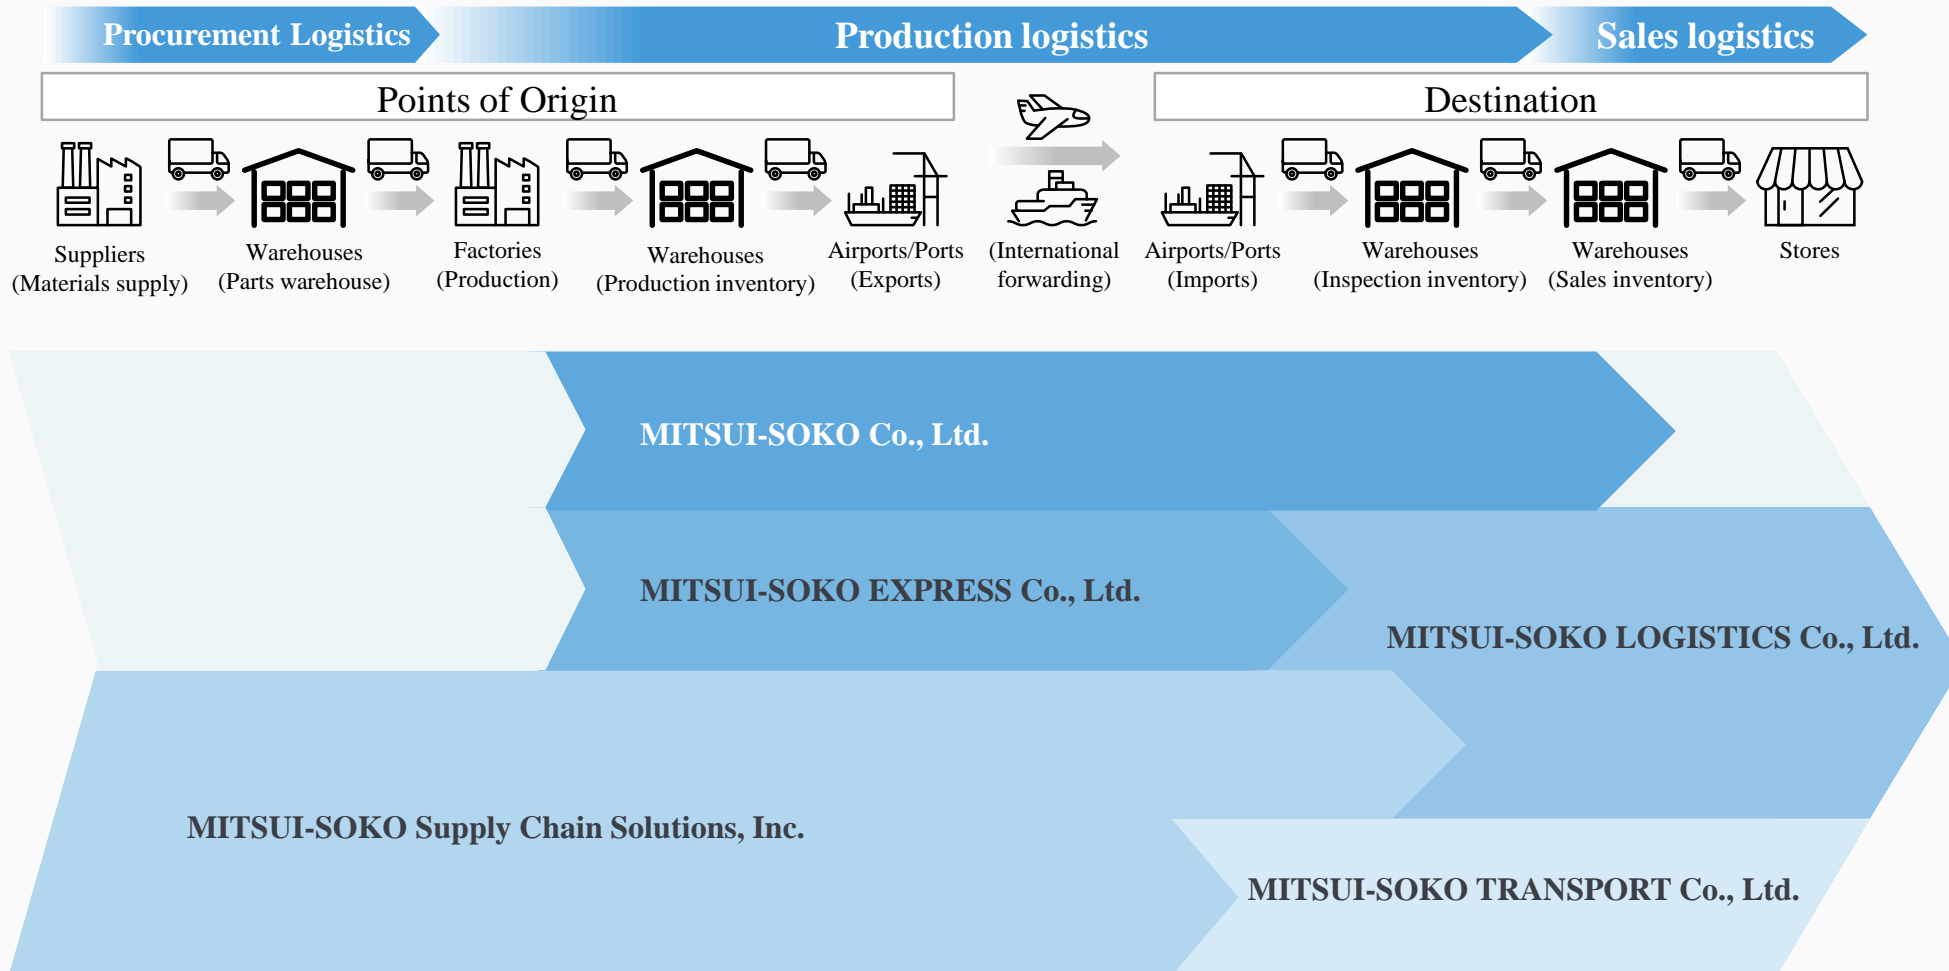 Procurement Logistics
Production logistics
Sales logistics
Points of Origin
Destination
Suppliers
(Materials supply)
Warehouses
(Parts warehouse)
Factories
(Production)
Warehouses
(Production inventory)
Airports/Ports
(Exports)
(International
forwarding)
Airports/Ports
(Imports)
Warehouses
(Inspection inventory)
Warehouses
(Sales inventory)
Stores
MITSUI-SOKO Co., Ltd.
MITSUI-SOKO EXPRESS Co., Ltd.
MITSUI-SOKO LOGISTICS Co., Ltd.
MITSUI-SOKO Supply Chain Solutions, Inc.
MITSUI-SOKO TRANSPORT Co., Ltd.